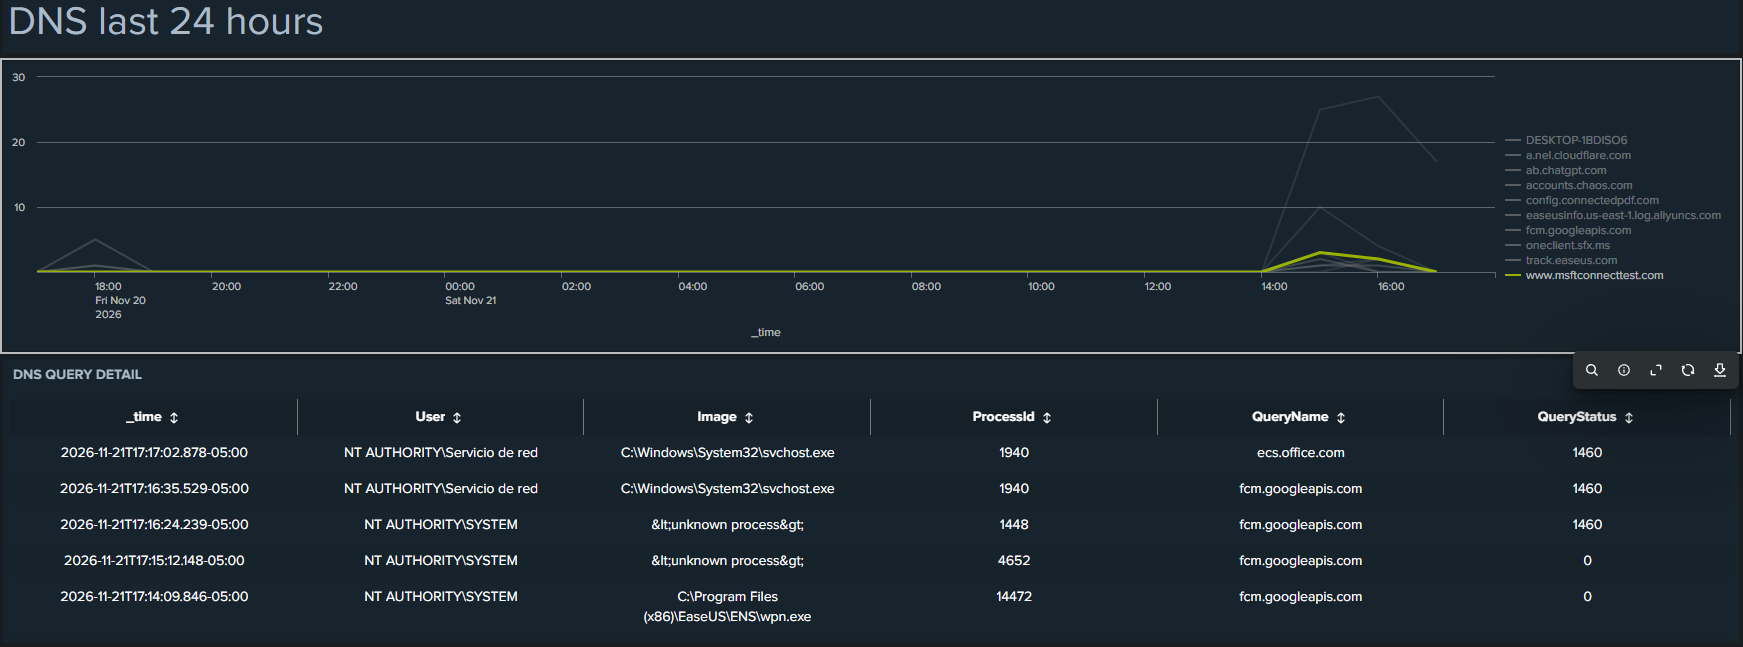 DNS last 24 hours
30
20
10
18:00 20:00 22:00 00:00 02:00 04:00 06:00 08:00 10:00 12:00 14:00 16:00
Fri Nov 20 Sat Nov 21
2026
_time
DESKTOP-1BDISO6
a.nel.cloudflare.com
ab.chatgpt.com
accounts.chaos.com
config.connectedpdf.com
easeusinfo.us-east-1.log.aliyuncs.com
fcm.googleapis.com
oneclient.sfx.ms
track.easeus.com
www.msftconnecttest.com
DNS QUERY DETAIL
_time User Image ProcessId QueryName QueryStatus
2026-11-21T17:17:02.878-05:00 NT AUTHORITY\Servicio de red C:\Windows\System32\svchost.exe 1940 ecs.office.com 1460
2026-11-21T17:16:35.529-05:00 NT AUTHORITY\Servicio de red C:\Windows\System32\svchost.exe 1940 fcm.googleapis.com 1460
2026-11-21T17:16:24.239-05:00 NT AUTHORITY\SYSTEM &lt;unknown process&gt; 1448 fcm.googleapis.com 1460
2026-11-21T17:15:12.148-05:00 NT AUTHORITY\SYSTEM &lt;unknown process&gt; 4652 fcm.googleapis.com 0
2026-11-21T17:14:09.846-05:00 NT AUTHORITY\SYSTEM C:\Program Files 14472 fcm.googleapis.com 0
(x86)\EaseUS\ENS\wpn.exe